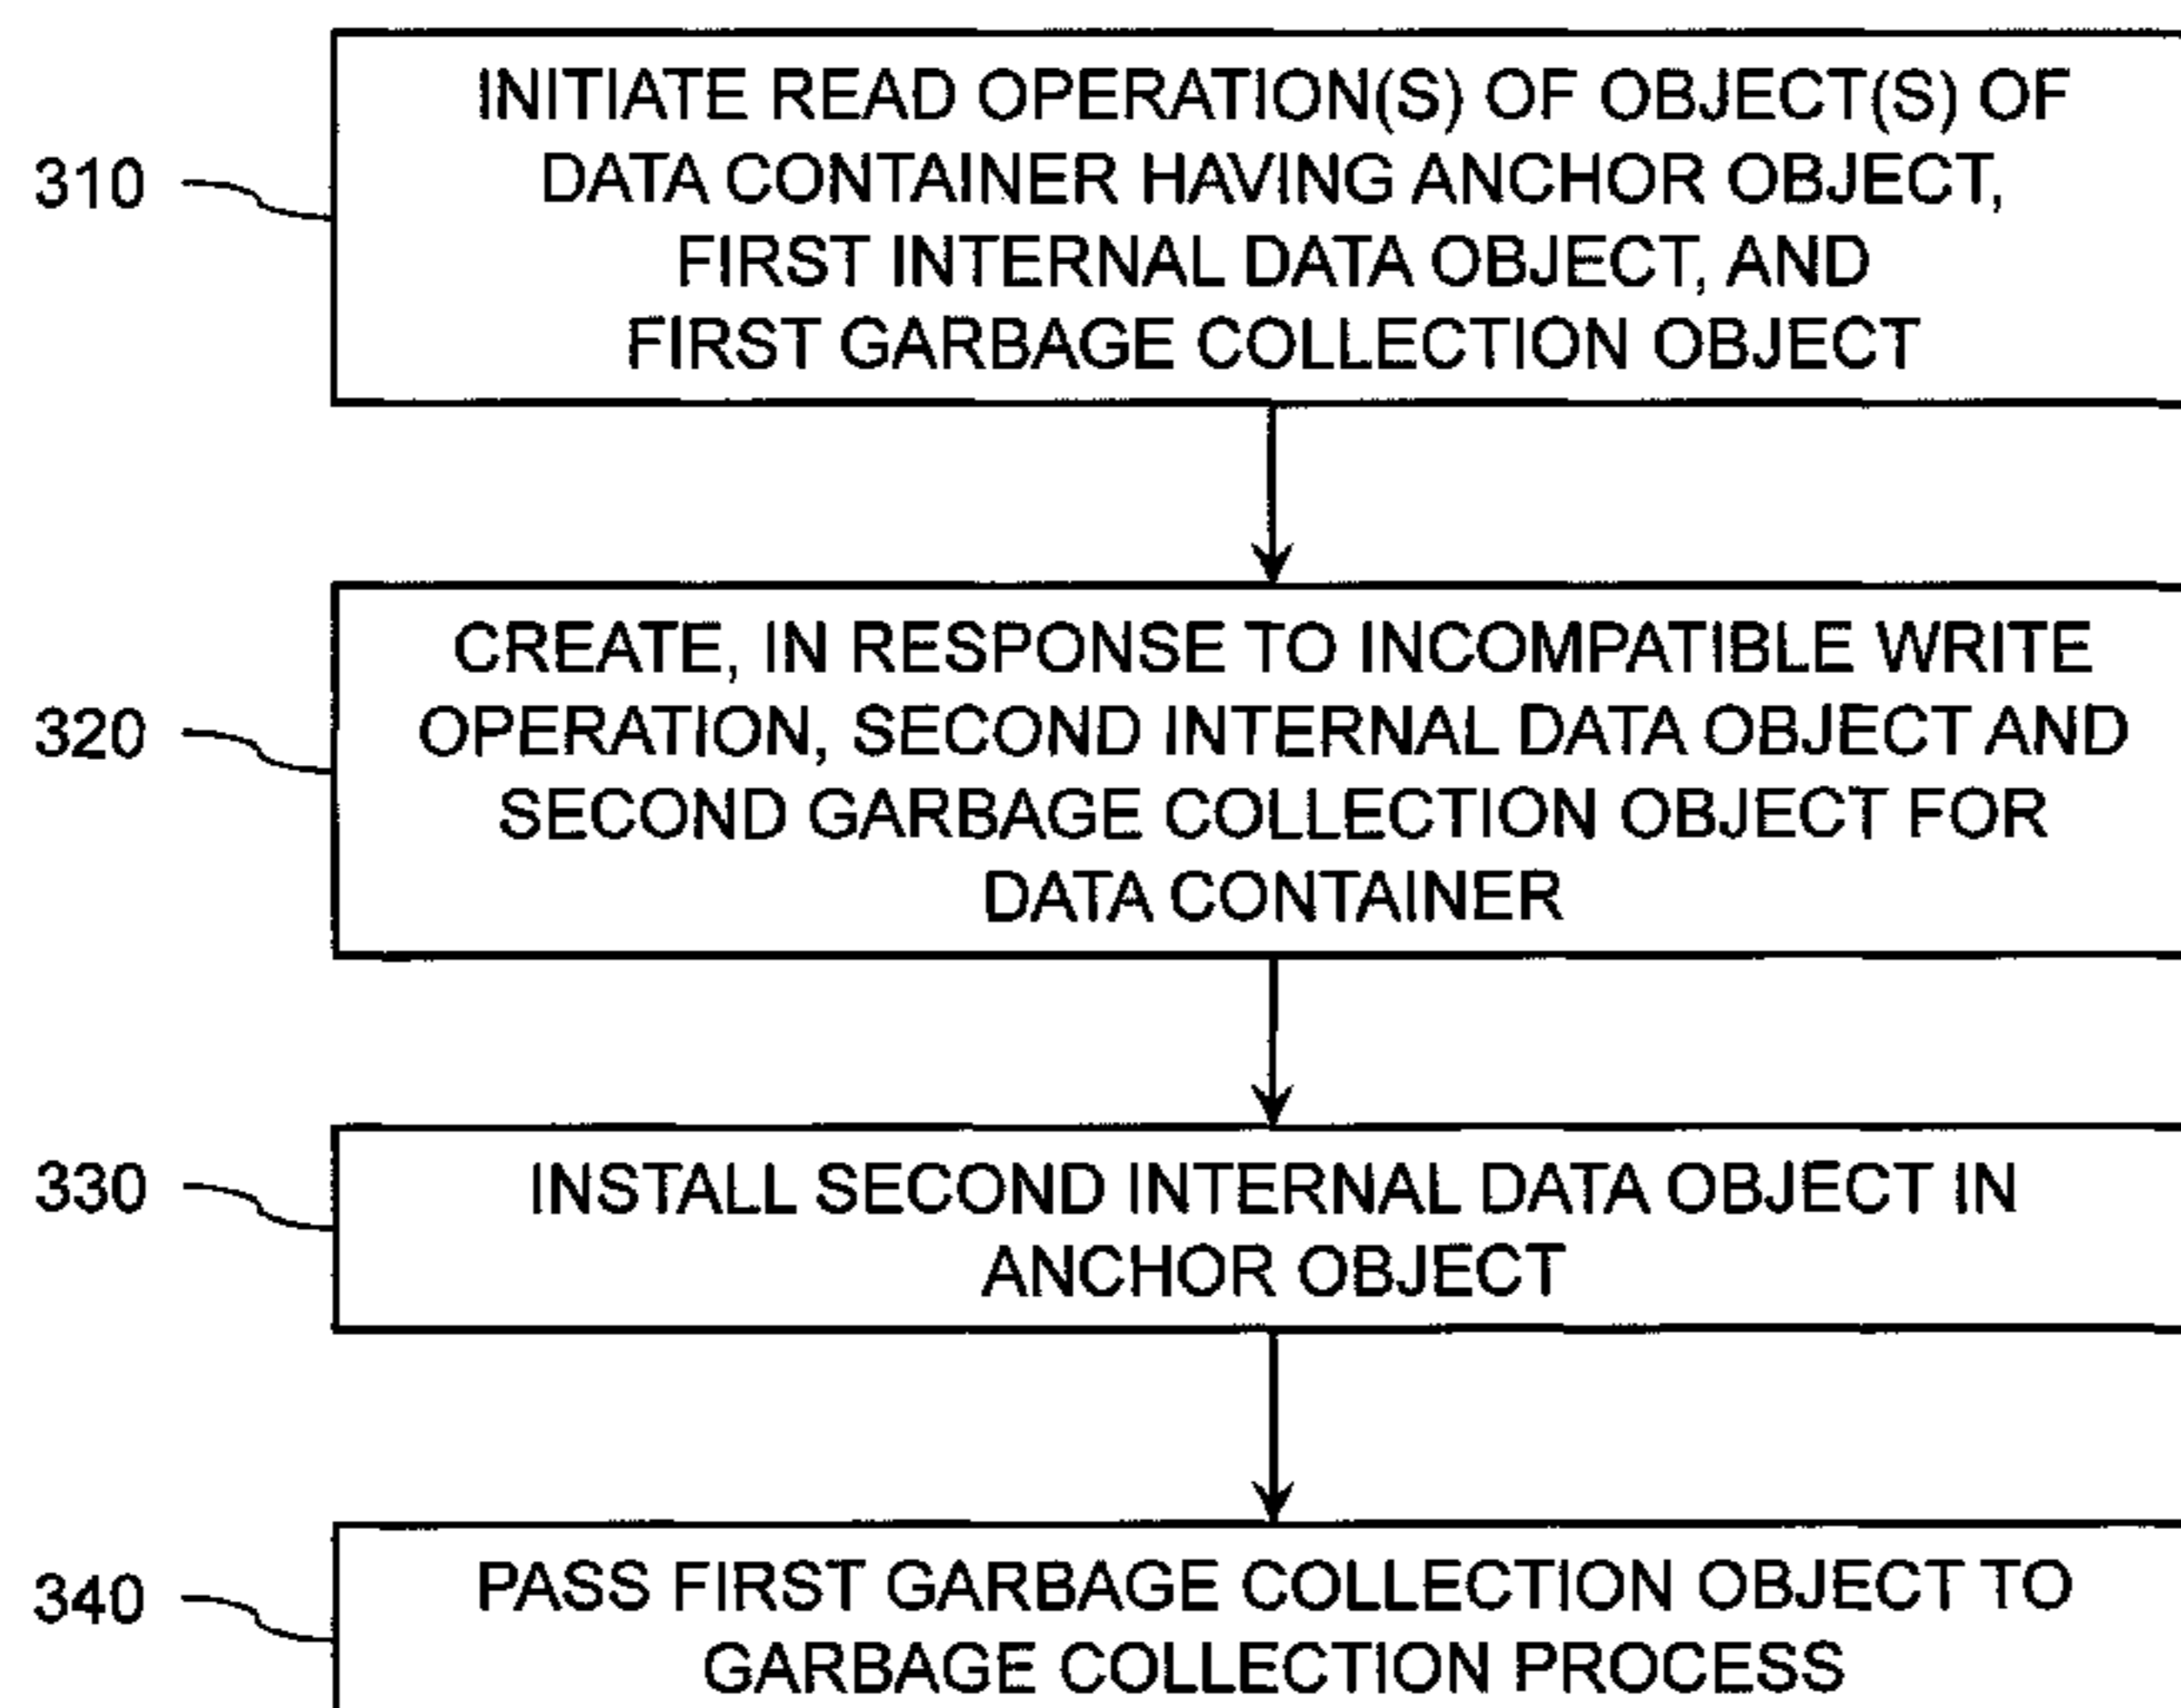 310
INITIATE READ OPERATION(S) OF OBJECT(S) OF
DATA CONTAINER HAVING ANCHOR OBJECT,
FIRST INTERNAL DATA OBJECT, AND
FIRST GARBAGE COLLECTION OBJECT
320
CREATE, IN RESPONSE TO INCOMPATIBLE WRITE
OPERATION, SECOND INTERNAL DATA OBJECT AND
SECOND GARBAGE COLLECTION OBJECT FOR
DATA CONTAINER
330
INSTALL SECOND INTERNAL DATA OBJECT IN
ANCHOR OBJECT
340
PASS FIRST GARBAGE COLLECTION OBJECT TO
GARBAGE COLLECTION PROCESS